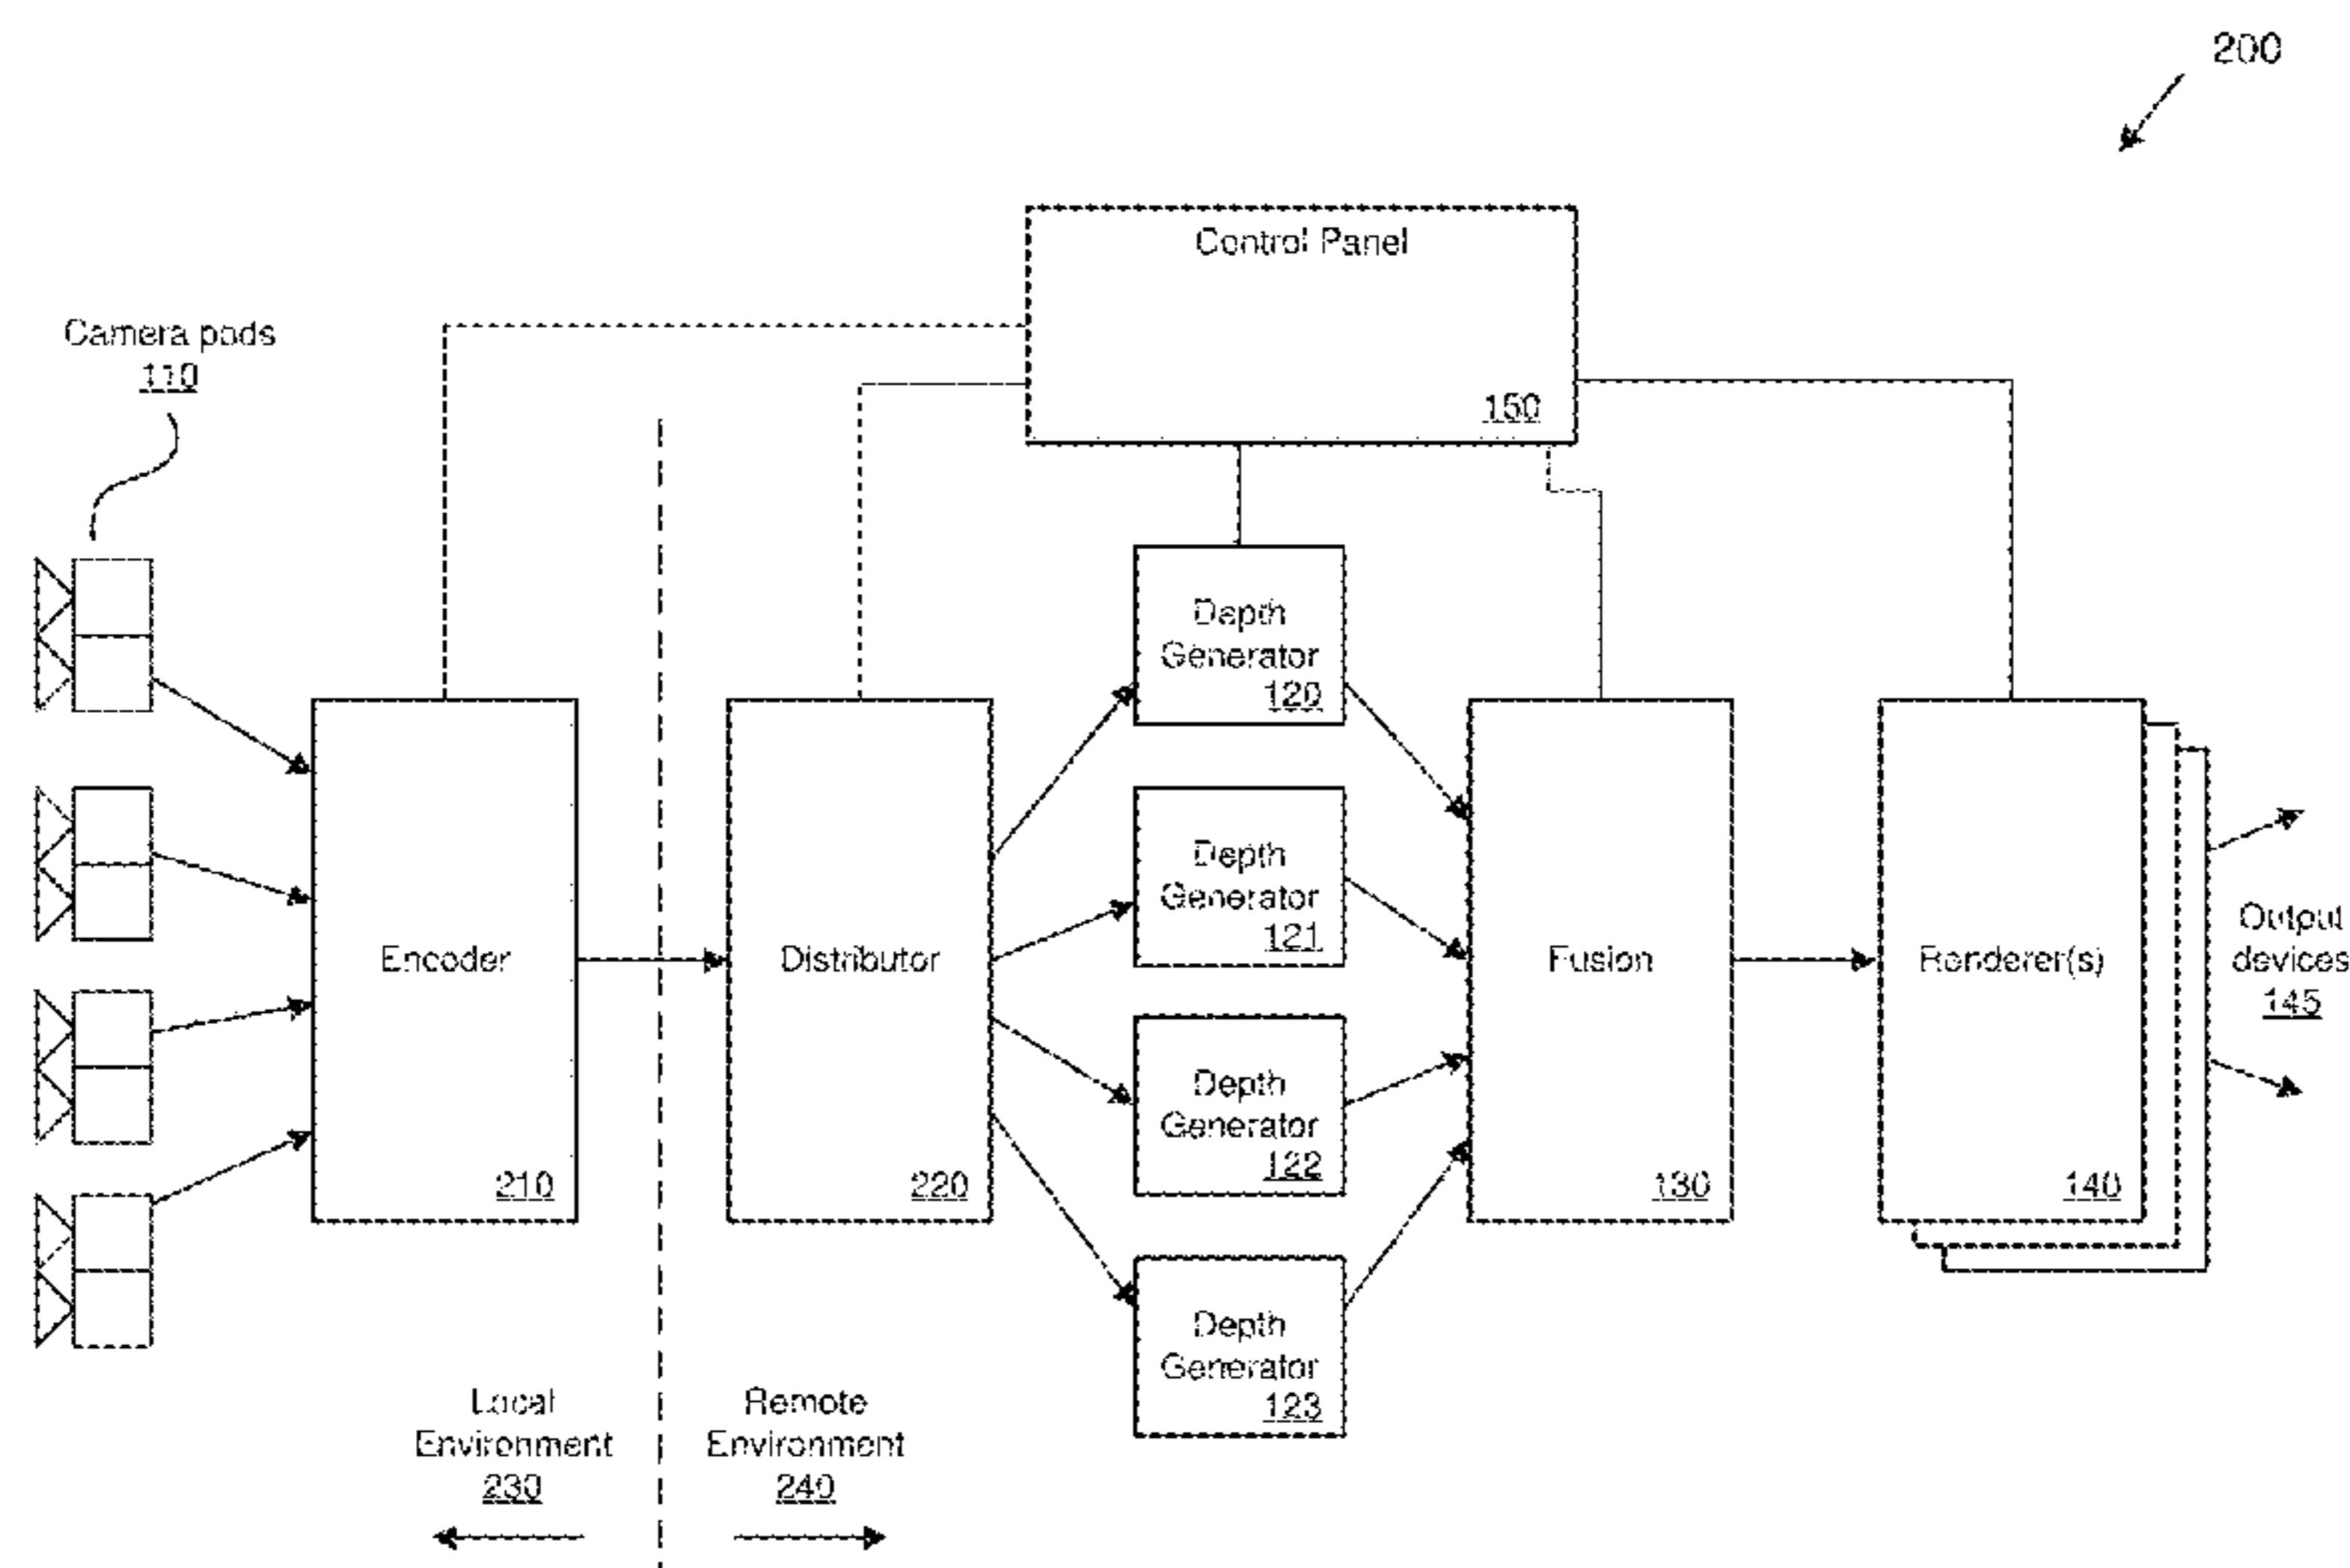 200
Control Panel
150
Camera pods
110
Depth
Generator
120
Depth
Generator
121
Depth
Generator
122
Depth
Generator
123
Encoder
210
Distributor
220
Fusion
130
Renderer(s)
140
Output
devices
145
Local
Environment
230
Remote
Environment
240